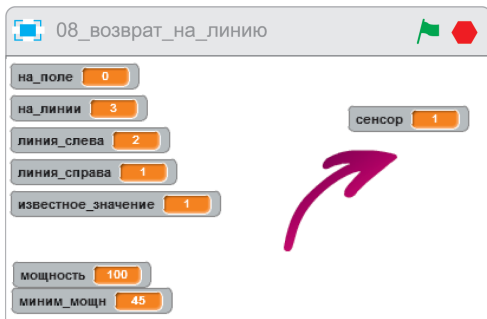 08_возврат_на_линию
на_поле 0
на_линии 3
сенсор 1
линия_слева 2
линия_справа 1
известное_значение 1
мощность 100
миним_мощн 45